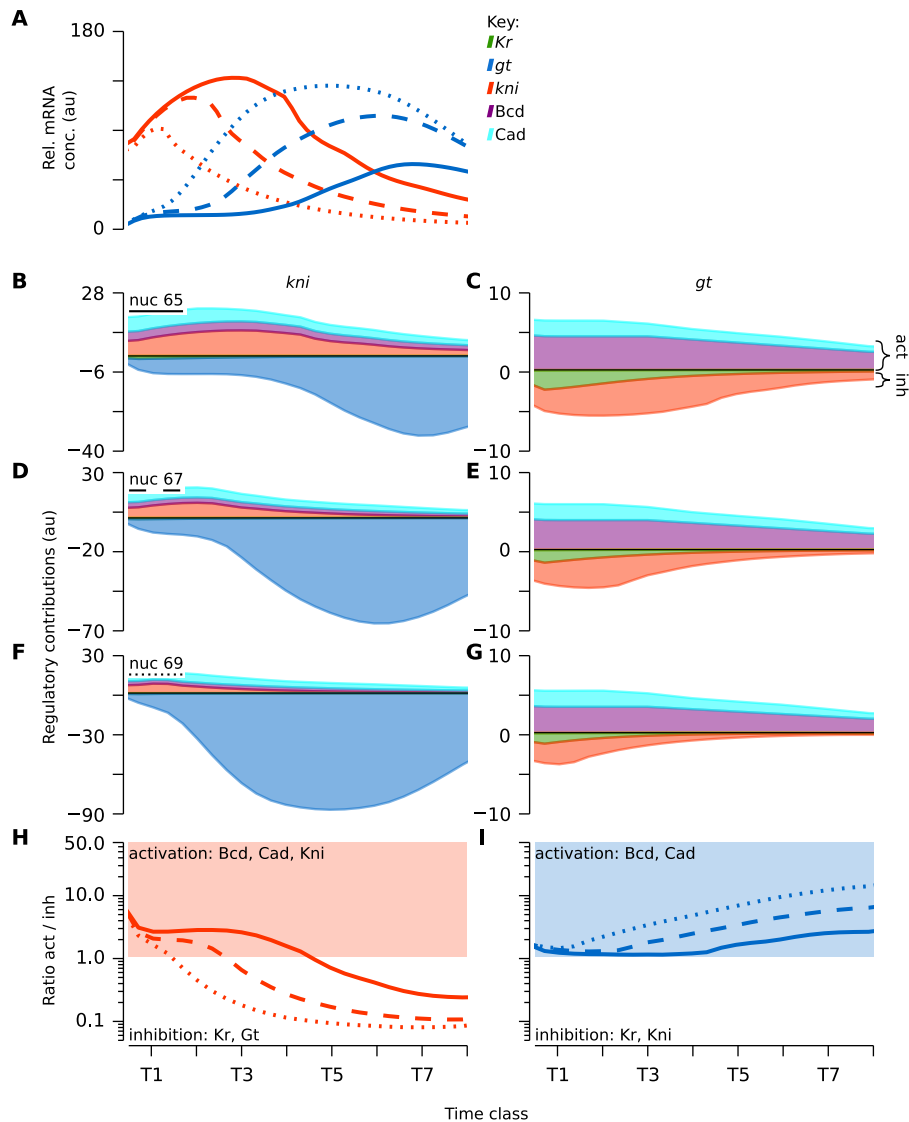 A
180
Rel. mRNA
conc. (au)
0
Key:
Kr
gt
kni
Bcd
Cad
B
kni
28
nuc 65
−6
−40
C
gt
10
0
−10
act
inh
D
30
nuc 67
−20
−70
E
10
0
−10
Regulatory contributions (au)
F
30
nuc 69
−30
−90
G
10
0
−10
H
50.0
activation: Bcd, Cad, Kni
10.0
Ratio act / inh
1.0
0.1
inhibition: Kr, Gt
T1
T3
T5
T7
I
activation: Bcd, Cad
inhibition: Kr, Kni
T1
T3
T5
T7
Time class